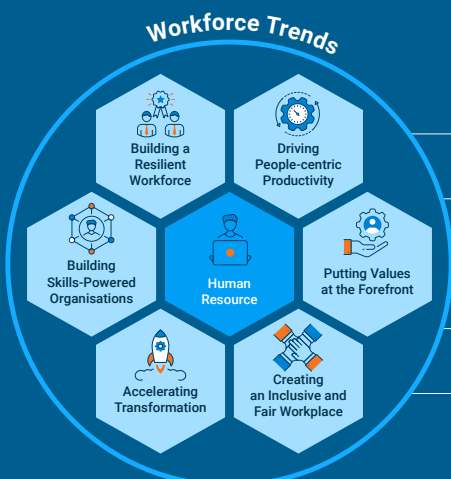 Workforce Trends
Building a
Resilient
Workforce
Driving
People-centric
Productivity
Building
Skills-Powered
Organisations
Human
Resource
Putting Values
at the Forefront
Accelerating
Transformation
Creating
an Inclusive and
Fair Workplace